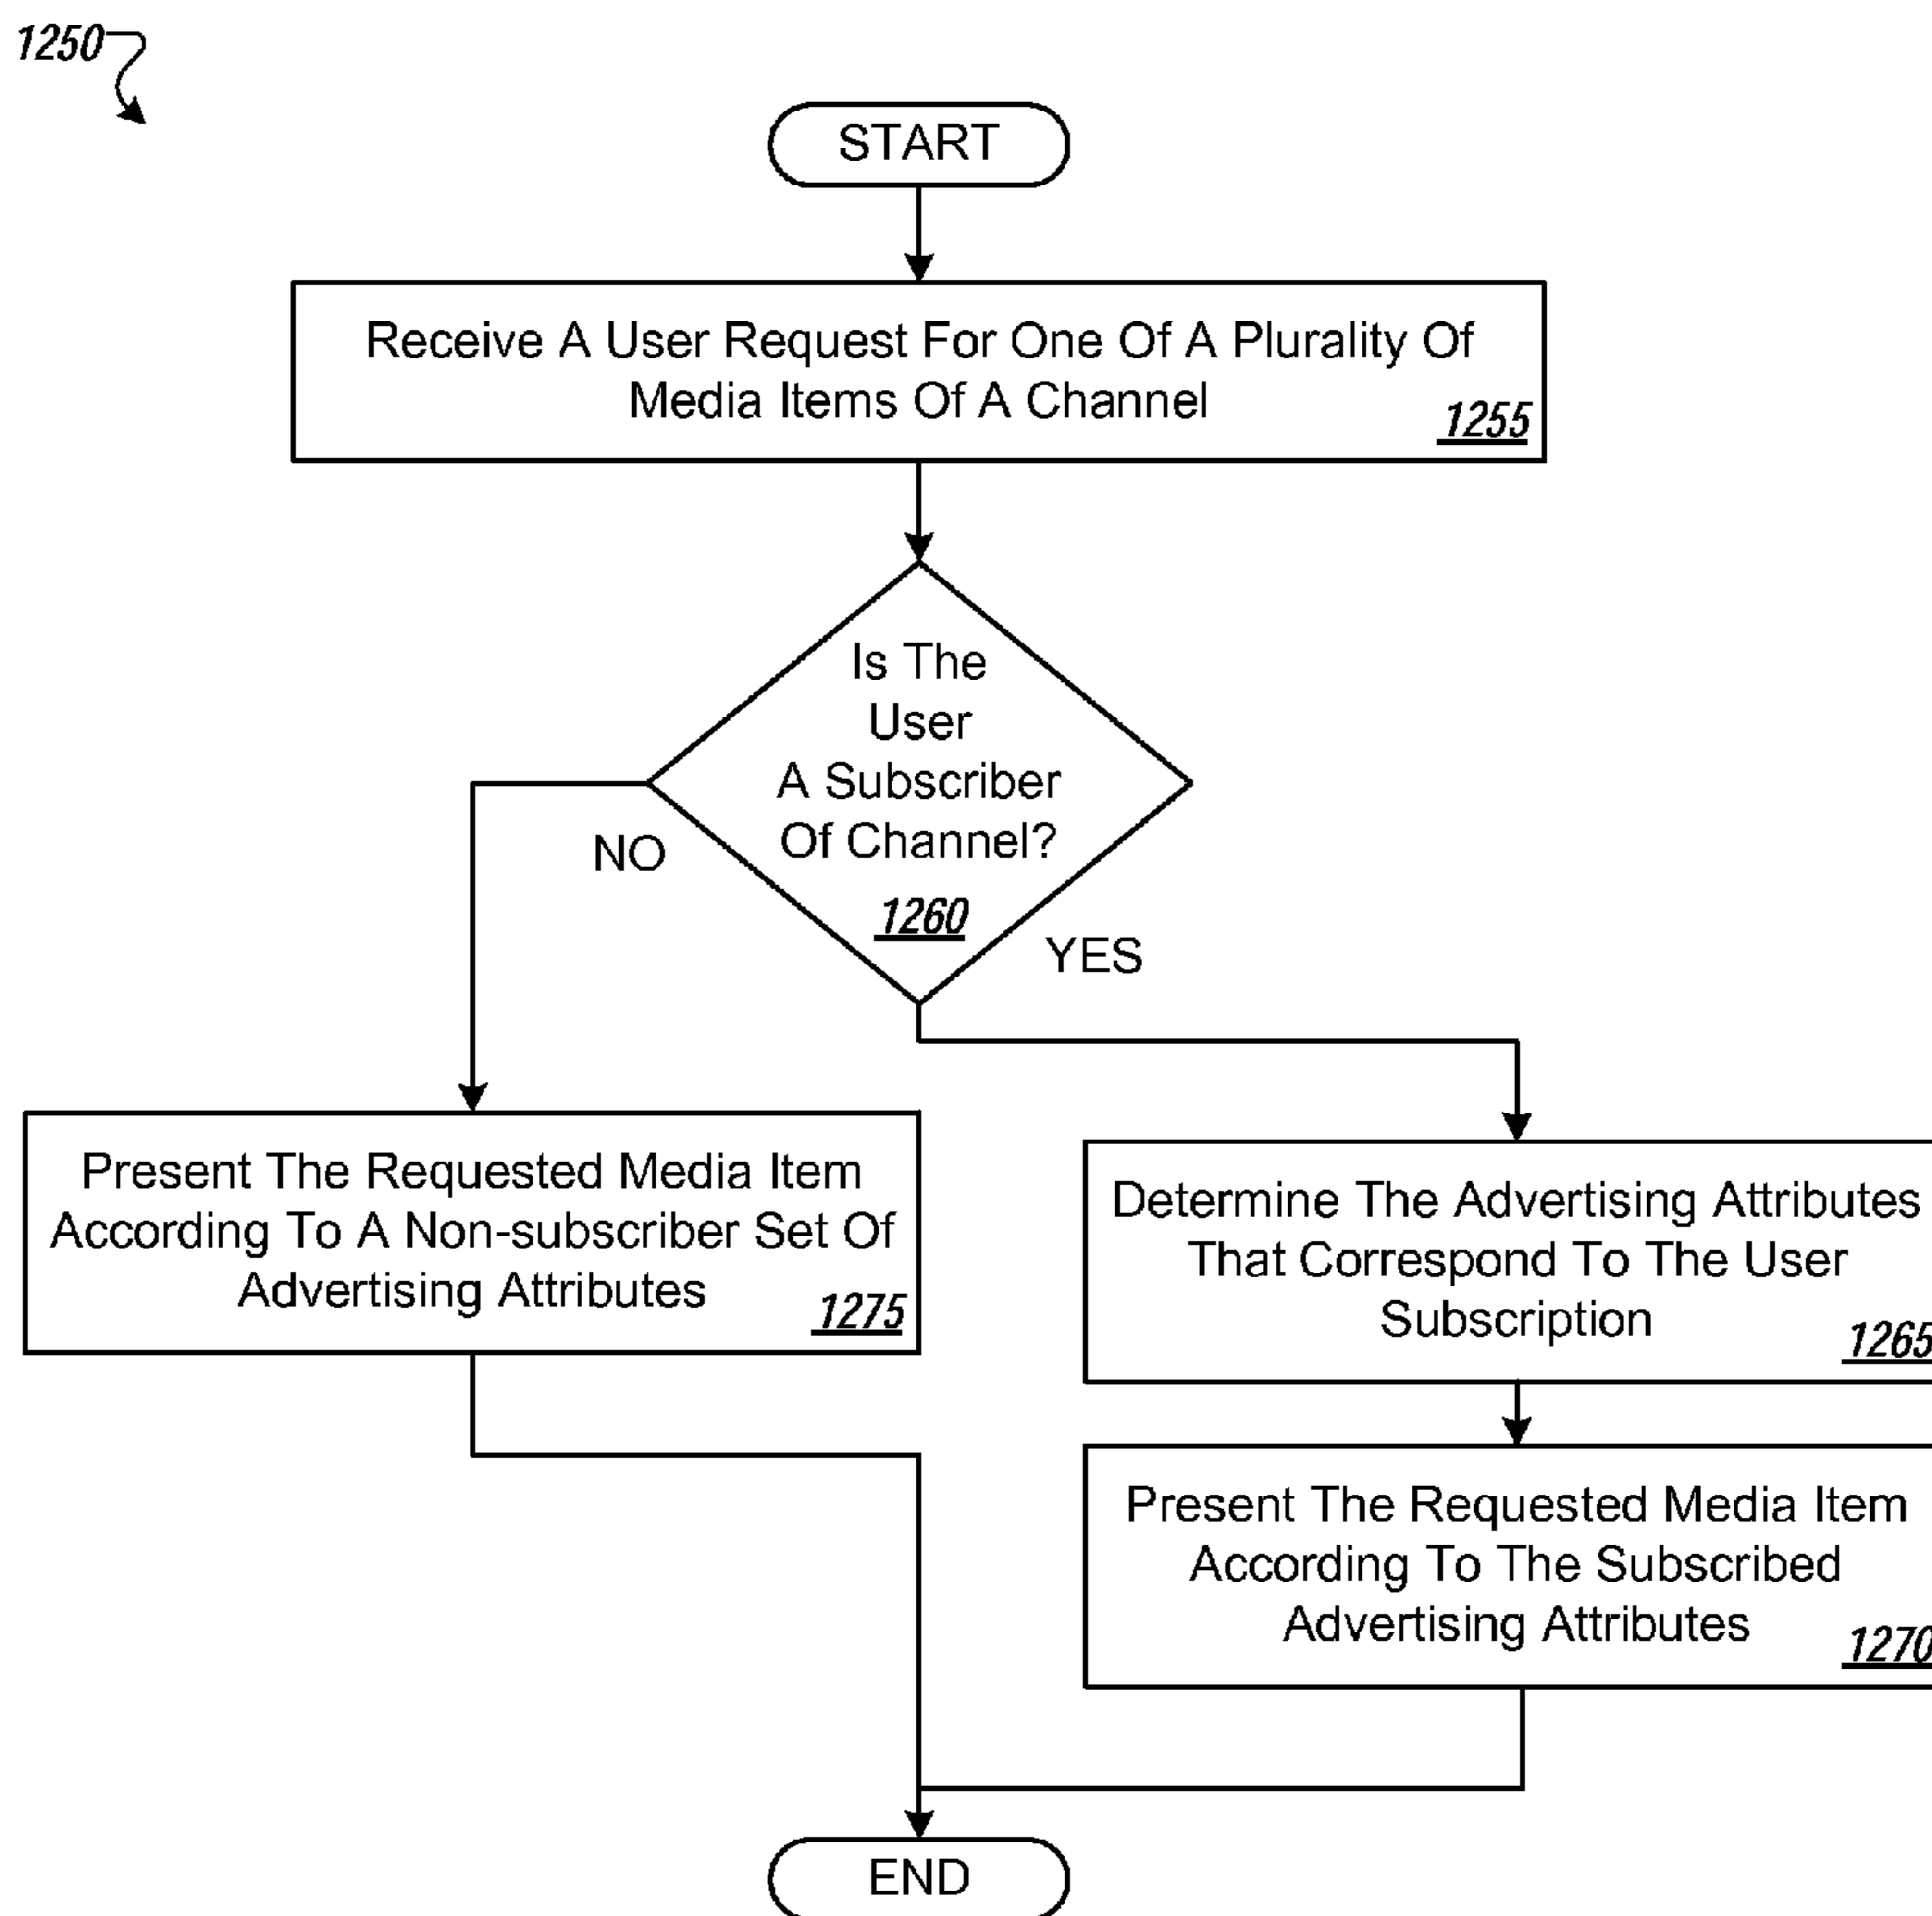 1250
START
Receive A User Request For One Of A Plurality Of
Media Items Of A Channel
1255
Is The
User
A Subscriber
Of Channel?
1260
NO
YES
Present The Requested Media Item
According To A Non-subscriber Set Of
Advertising Attributes
1275
Determine The Advertising Attributes
That Correspond To The User
Subscription
1265
Present The Requested Media Item
According To The Subscribed
Advertising Attributes
1270
END